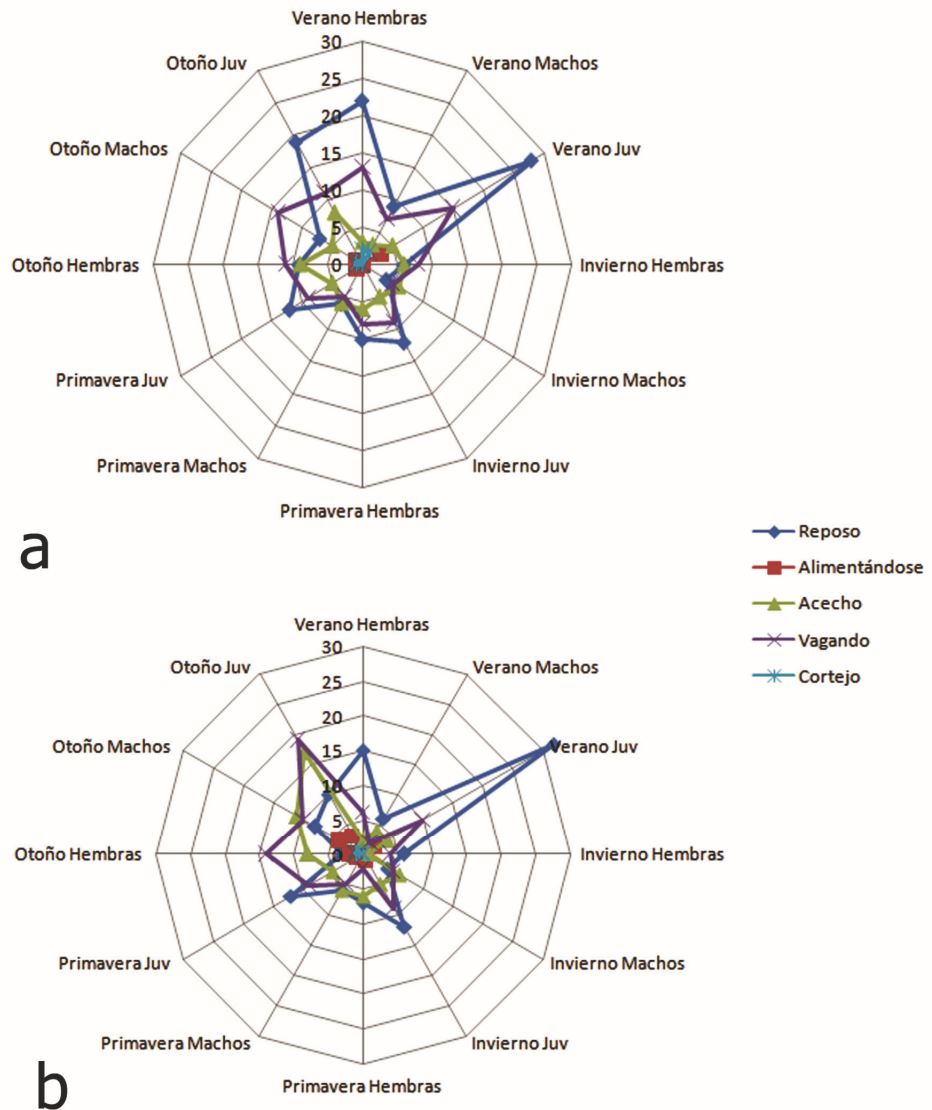 Verano Hembras
30
Otoño Juv
Verano Machos
25
20
Otoño Machos
Verano Juv
15
10
5
Otoño Hembras
0
Invierno Hembras
Primavera Juv
Invierno Machos
Primavera Machos
Invierno Juv
Primavera Hembras
a
Reposo
Alimentándose
Acecho
Vagando
Cortejo
Verano Hembras
30
Otoño Juv
Verano Machos
25
20
Otoño Machos
Verano Juv
15
10
5
Otoño Hembras
0
Invierno Hembras
Primavera Juv
Invierno Machos
Primavera Machos
Invierno Juv
Primavera Hembras
b